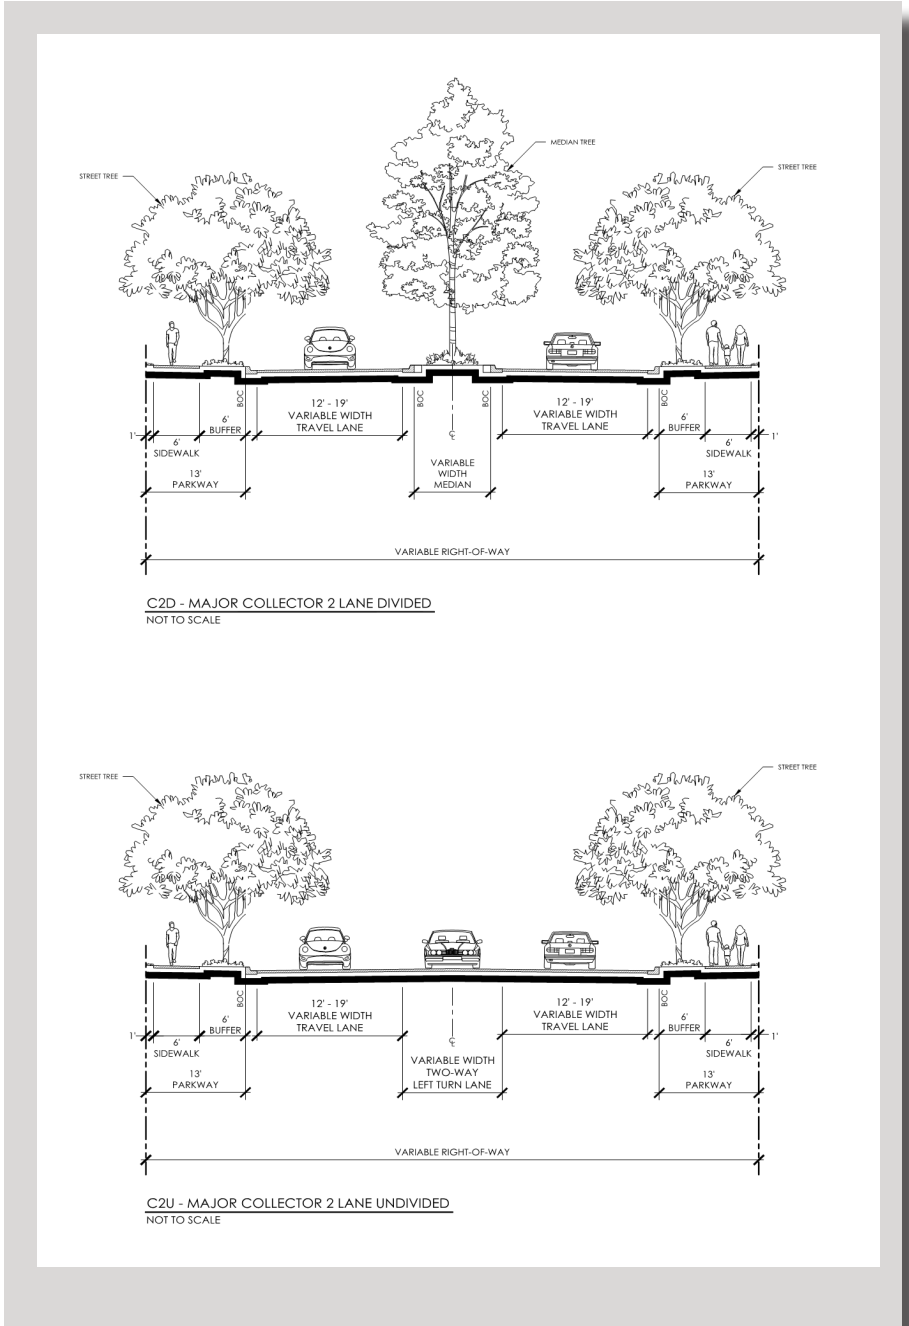 MEDIAN TREE
STREET TREE
STREET TREE
BOC
BOC
BOC
BOC
12' - 19'
VARIABLE WIDTH
TRAVEL LANE
12' - 19'
VARIABLE WIDTH
TRAVEL LANE
6'
BUFFER
6'
BUFFER
1'
1'
6'
SIDEWALK
6'
SIDEWALK
℄
VARIABLE
WIDTH
MEDIAN
13'
PARKWAY
13'
PARKWAY
VARIABLE RIGHT-OF-WAY
C2D - MAJOR COLLECTOR 2 LANE DIVIDED
NOT TO SCALE
STREET TREE
STREET TREE
BOC
BOC
12' - 19'
VARIABLE WIDTH
TRAVEL LANE
12' - 19'
VARIABLE WIDTH
TRAVEL LANE
6'
BUFFER
6'
BUFFER
1'
1'
6'
SIDEWALK
6'
SIDEWALK
℄
VARIABLE WIDTH
TWO-WAY
LEFT TURN LANE
13'
PARKWAY
13'
PARKWAY
VARIABLE RIGHT-OF-WAY
C2U - MAJOR COLLECTOR 2 LANE UNDIVIDED
NOT TO SCALE